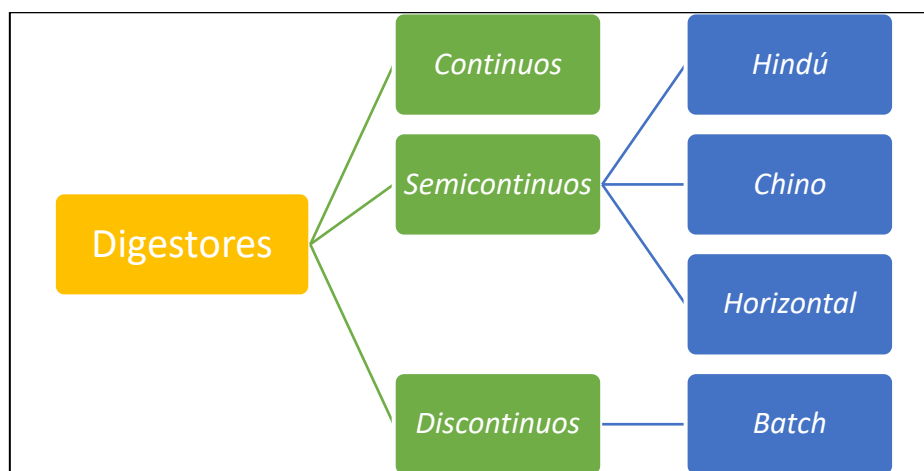 Digestores
Continuos
Semicontinuos
Discontinuos
Hindú
Chino
Horizontal
Batch